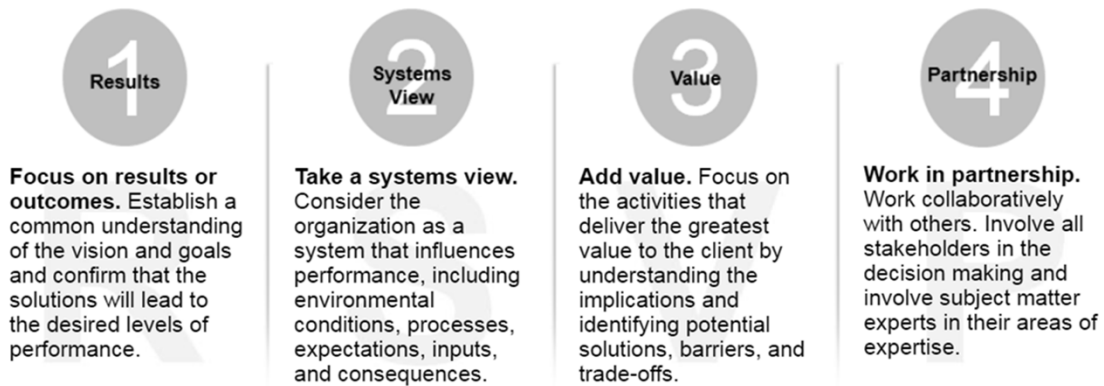 1
Results
Focus on results or
outcomes. Establish a
common understanding
of the vision and goals
and confirm that the
solutions will lead to
the desired levels of
performance.
R
2
Systems
View
Take a systems view.
Consider the
organization as a
system that influences
performance, including
environmental
conditions, processes,
expectations, inputs,
and consequences.
S
3
Value
Add value. Focus on
the activities that
deliver the greatest
value to the client by
understanding the
implications and
identifying potential
solutions, barriers, and
trade-offs.
V
4
Partnership
Work in partnership.
Work collaboratively
with others. Involve all
stakeholders in the
decision making and
involve subject matter
experts in their areas of
expertise.
P